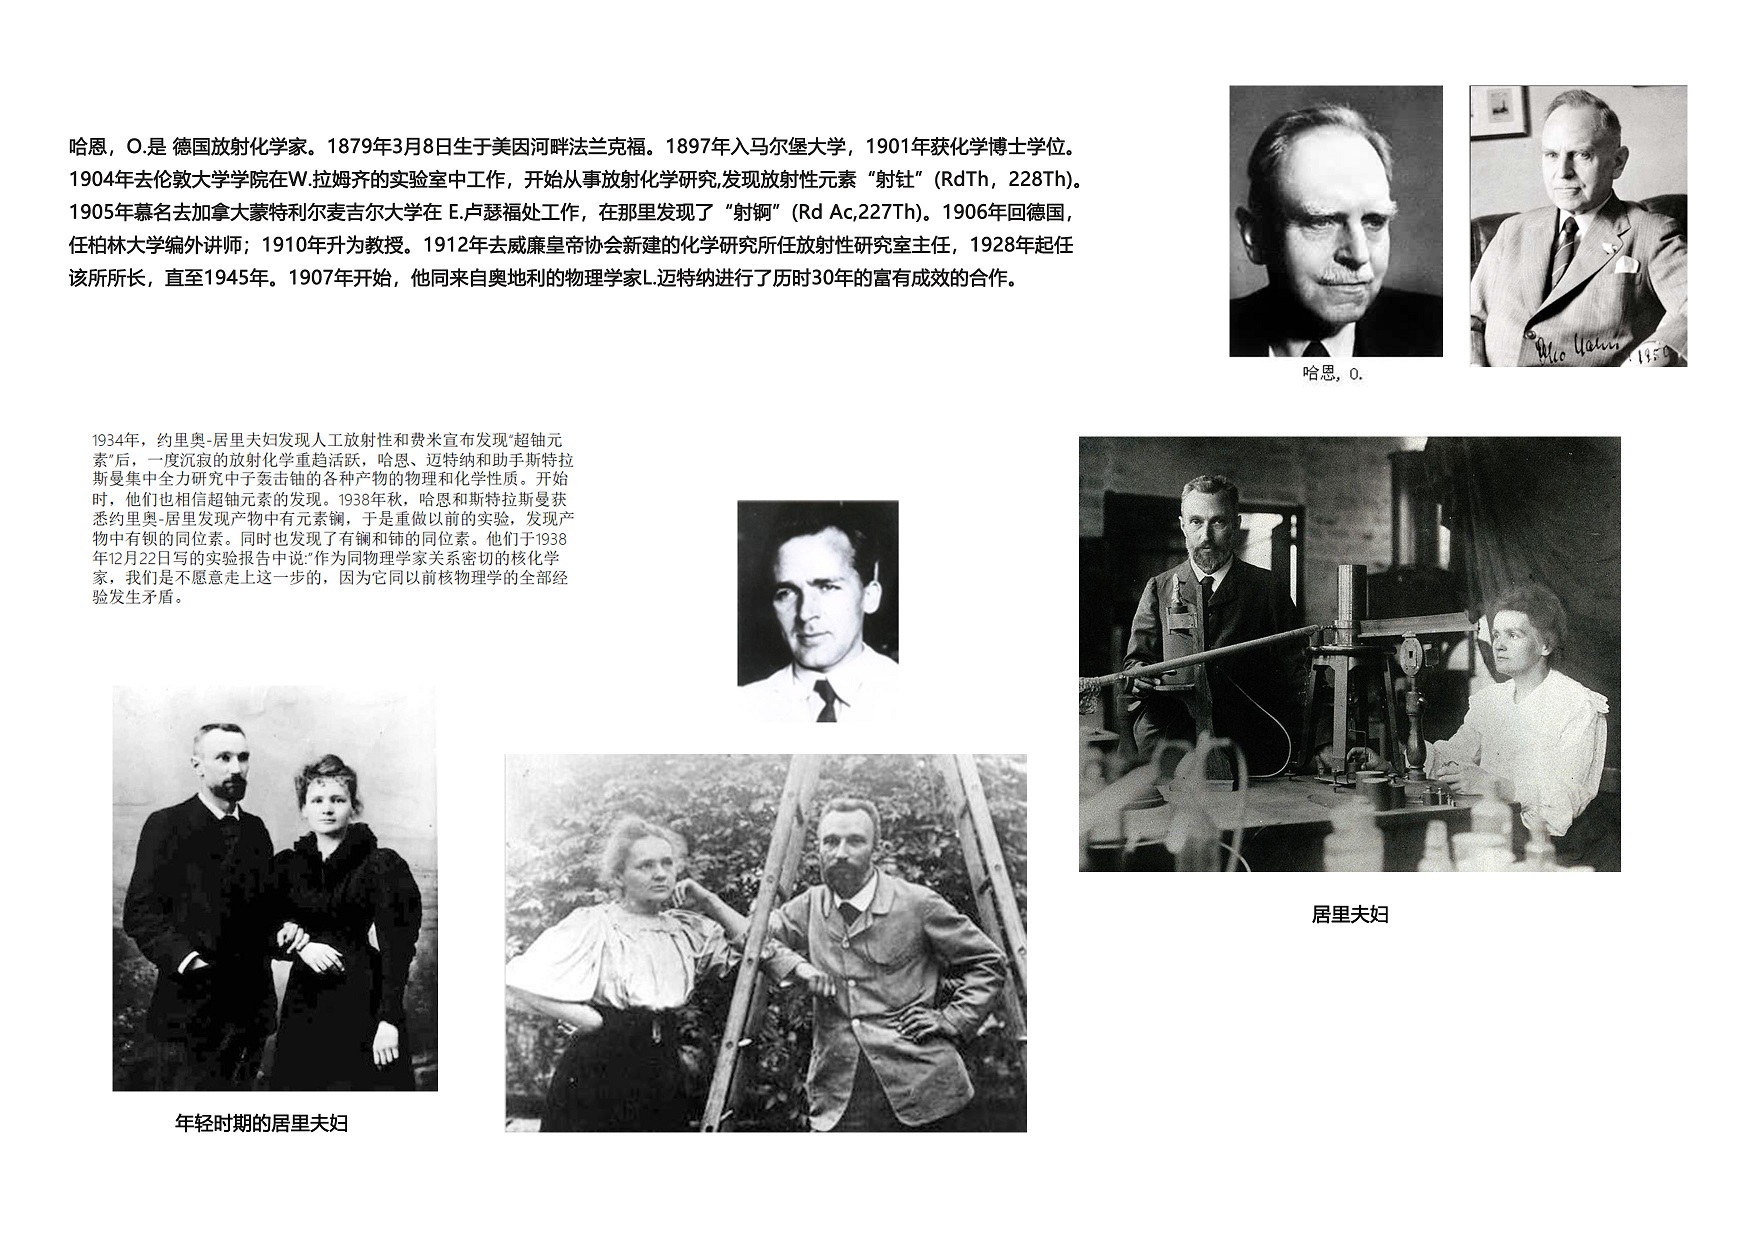 哈恩，O.是 德国放射化学家。1879年3月8日生于美因河畔法兰克福。1897年入马尔堡大学，1901年获化学博士学位。
1904年去伦敦大学学院在W.拉姆齐的实验室中工作，开始从事放射化学研究,发现放射性元素“射钍”(RdTh，228Th)。
1905年慕名去加拿大蒙特利尔麦吉尔大学在 E.卢瑟福处工作，在那里发现了“射锕”(Rd Ac,227Th)。1906年回德国，
任柏林大学编外讲师；1910年升为教授。1912年去威廉皇帝协会新建的化学研究所任放射性研究室主任，1928年起任
该所所长，直至1945年。1907年开始，他同来自奥地利的物理学家L.迈特纳进行了历时30年的富有成效的合作。
Otto Hahn 1950
哈恩, O.
1934年，约里奥-居里夫妇发现人工放射性和费米宣布发现“超铀元
素”后，一度沉寂的放射化学重趋活跃，哈恩、迈特纳和助手斯特拉
斯曼集中全力研究中子轰击铀的各种产物的物理和化学性质。开始
时，他们也相信超铀元素的发现。1938年秋，哈恩和斯特拉斯曼获
悉约里奥-居里发现产物中有元素镧，于是重做以前的实验，发现产
物中有钡的同位素。同时也发现了有镧和铈的同位素。他们于1938
年12月22日写的实验报告中说:“作为同物理学家关系密切的核化学
家，我们是不愿意走上这一步的，因为它同以前核物理学的全部经
验发生矛盾。
居里夫妇
年轻时期的居里夫妇